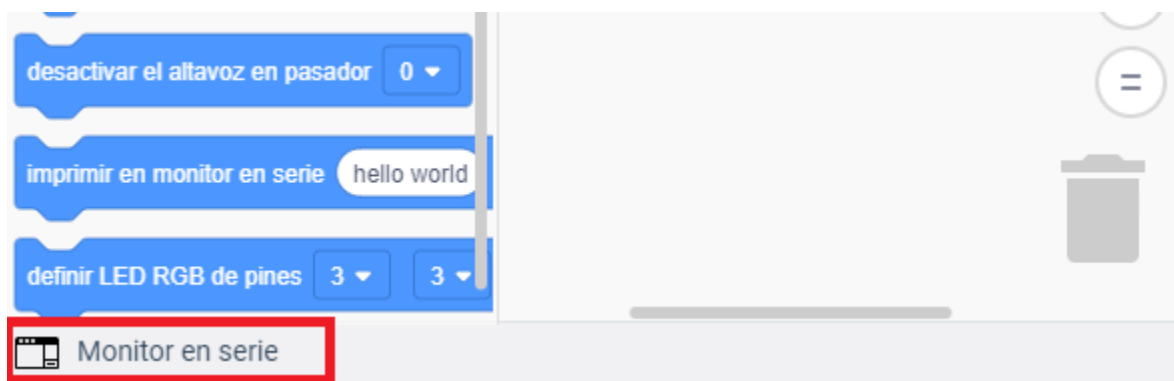 desactivar el altavoz en pasador 0
imprimir en monitor en serie hello world
definir LED RGB de pines 3 3
Monitor en serie